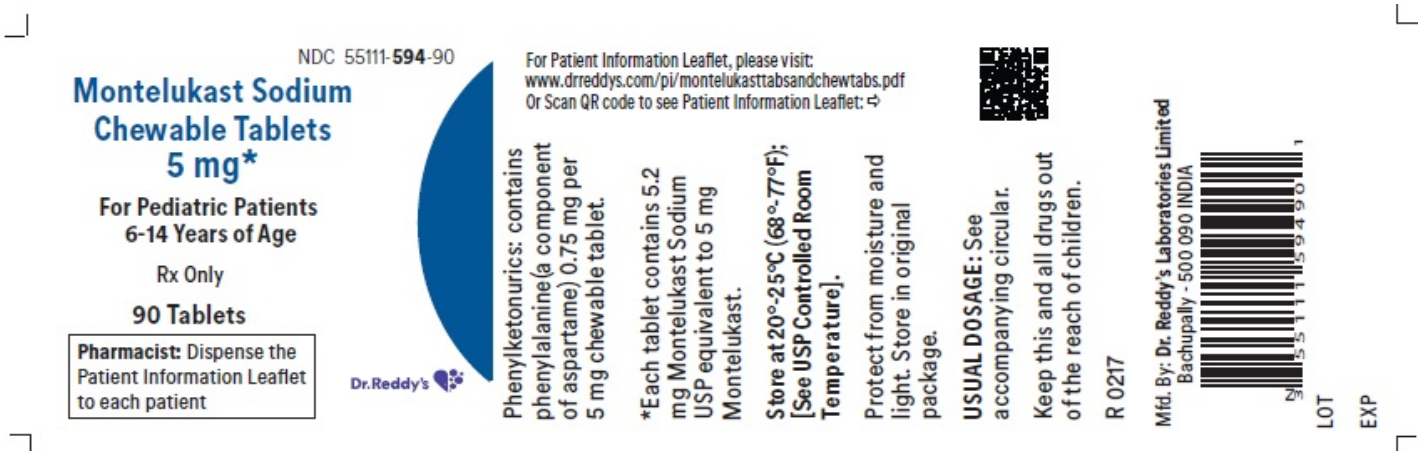 NDC 55111-594-90
Montelukast Sodium
Chewable Tablets
5 mg*
For Pediatric Patients
6-14 Years of Age
Rx Only
90 Tablets
Pharmacist: Dispense the
Patient Information Leaflet
to each patient
Dr.Reddy's
For Patient Information Leaflet, please visit:
www.drreddys.com/pi/montelukasttabsandchewtabs.pdf
Or Scan QR code to see Patient Information Leaflet: ➪
Phenylketonurics: contains
phenylalanine(a component
of aspartame) 0.75 mg per
5 mg chewable tablet.
*Each tablet contains 5.2
mg Montelukast Sodium
USP equivalent to 5 mg
Montelukast.
Store at 20°-25°C (68°-77°F);
[See USP Controlled Room
Temperature].
Protect from moisture and
light. Store in original
package.
USUAL DOSAGE: See
accompanying circular.
Keep this and all drugs out
of the reach of children.
R 0217
Mfd. By: Dr. Reddy's Laboratories Limited
Bachupally - 500 090 INDIA
3 55111 59490 1
N
LOT
EXP